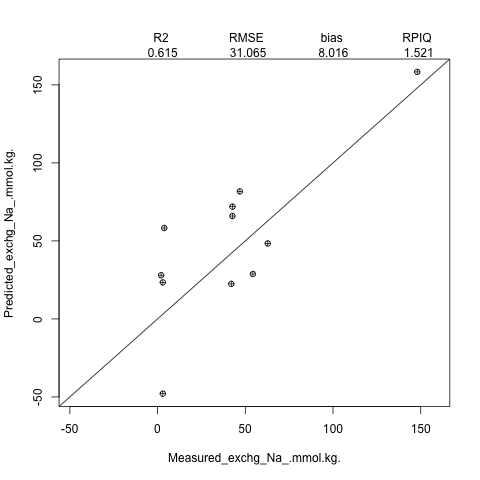 R2 RMSE bias RPIQ
0.615 31.065 8.016 1.521
150
100
50
0
-50
Predicted_exchg_Na_.mmol.kg.
-50 0 50 100 150
Measured_exchg_Na_.mmol.kg.